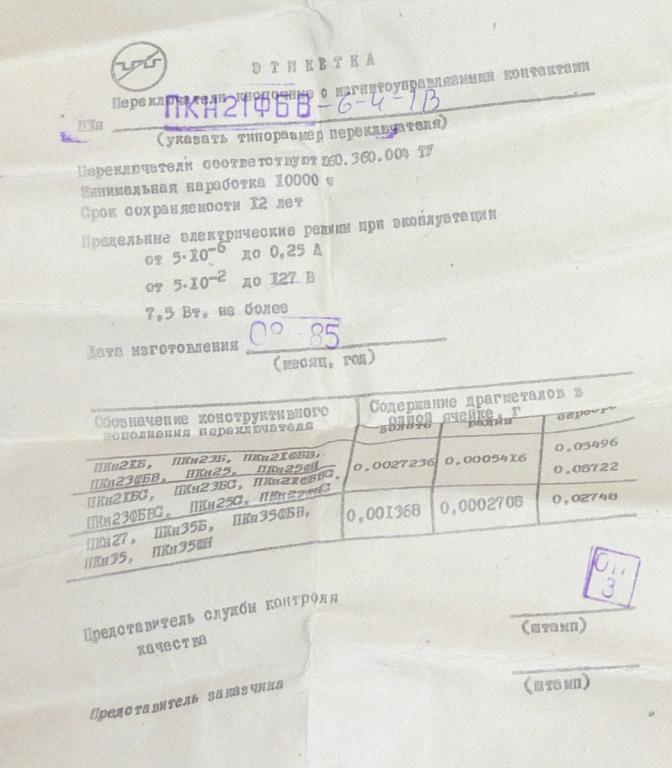 ЭТИКЕТКА
Переключатели кнопочные с магнитоуправляемыми контактами
ПКн ПКН21ФБВ-6-4-1В
(указать типоразмер переключателя)
Переключатели соответствуют 0.360.004 ТУ
Минимальная наработка 10000 ч
Срок сохраняемости 12 лет
Предельные электрические режимы при эксплуатации
от 5·10⁻⁶ до 0,25 А
от 5·10⁻² до 127 В
7,5 Вт, не более
Дата изготовления 85
(месяц, год)
Обозначение конструктивного исполнения переключателя
Содержание драгметалов в одной ячейке, г
золото родий серебро
ПКн21Б, ПКн23Б, ПКн21ФБВ,
ПКн23ФБВ, ПКн25, 0,0027236 0,0005416 0,05496
ПКн21БС, ПКн23БС, ПКн21ФБВС,
ПКн23ФБВС, ПКн25С, 0,08722
ПКн27, ПКн35Б, ПКн35ФБВ, 0,001368 0,0002708 0,02748
ПКн35, ПКн35ФН
Представитель службы контроля
качества
(штамп)
Представитель заказчика
(штамп)